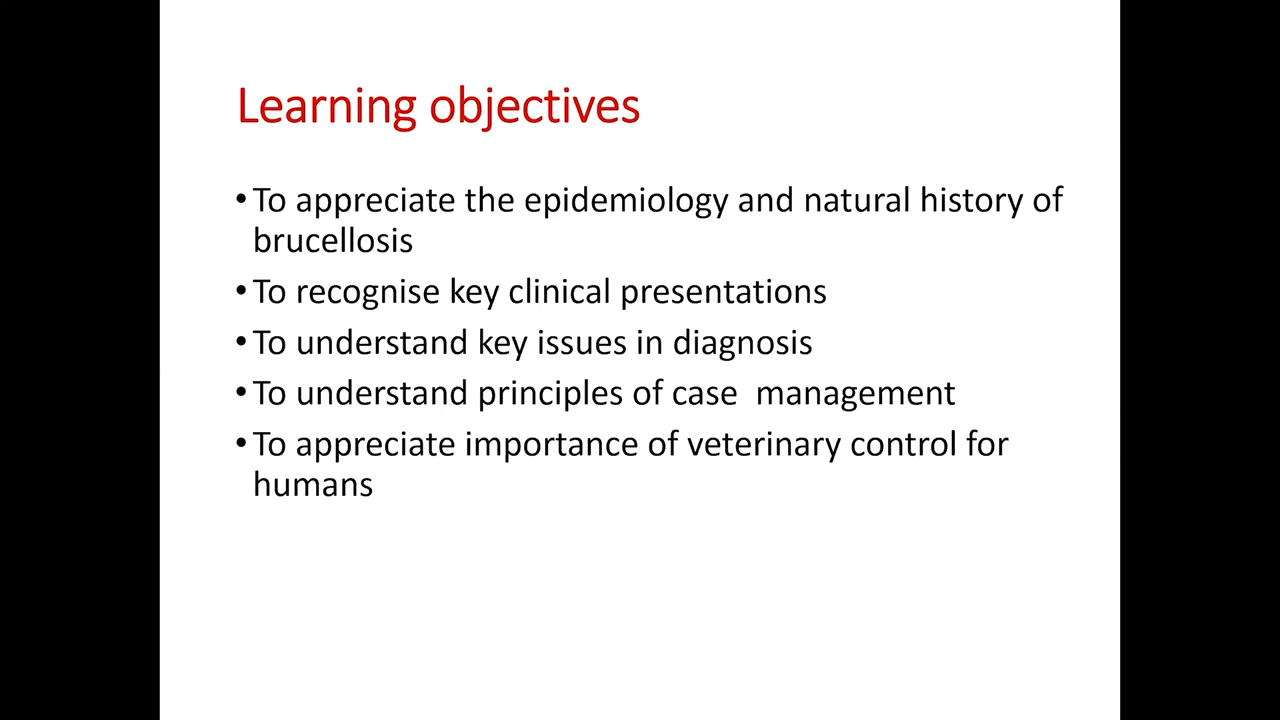 Learning objectives
•To appreciate the epidemiology and natural history of
brucellosis
•To recognise key clinical presentations
•To understand key issues in diagnosis
•To understand principles of case  management
•To appreciate importance of veterinary control for
humans